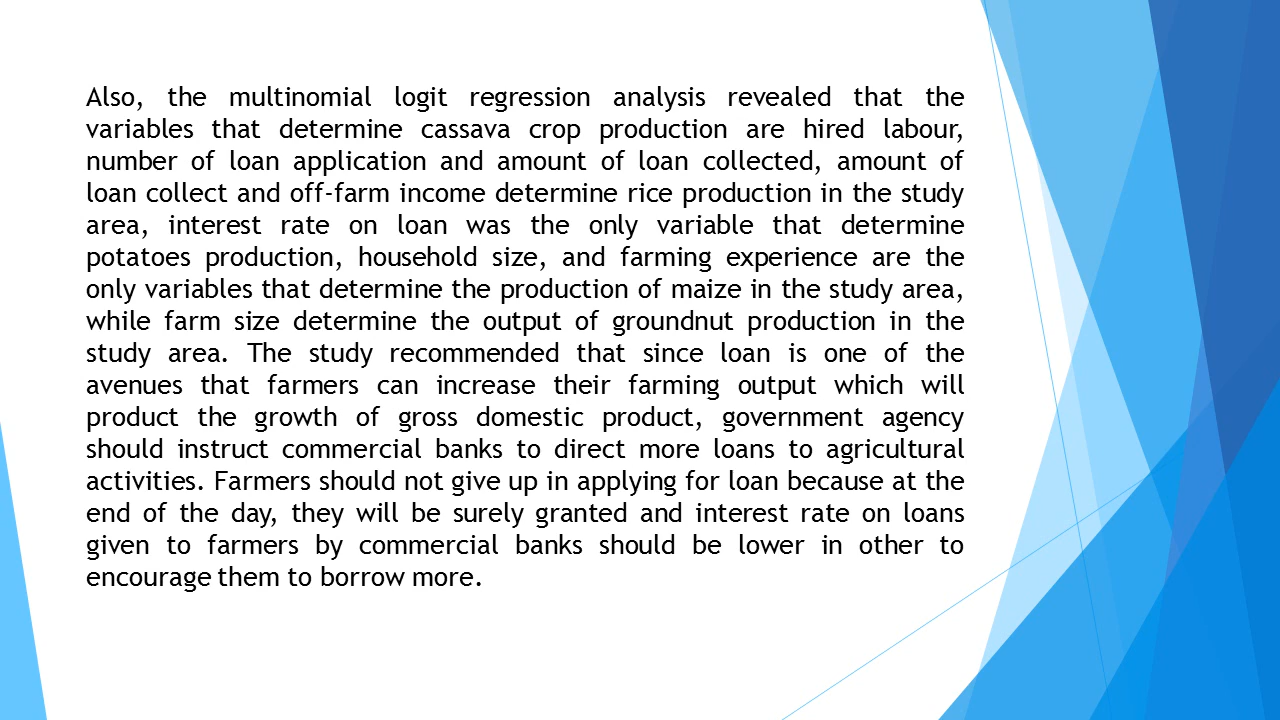 Also, the multinomial logit regression analysis revealed that the
variables that determine cassava crop production are hired labour,
number of loan application and amount of loan collected, amount of
loan collect and off-farm income determine rice production in the study
area, interest rate on loan was the only variable that determine
potatoes production, household size, and farming experience are the
only variables that determine the production of maize in the study area,
while farm size determine the output of groundnut production in the
study area. The study recommended that since loan is one of the
avenues that farmers can increase their farming output which will
product the growth of gross domestic product, government agency
should instruct commercial banks to direct more loans to agricultural
activities. Farmers should not give up in applying for loan because at the
end of the day, they will be surely granted and interest rate on loans
given to farmers by commercial banks should be lower in other to
encourage them to borrow more.